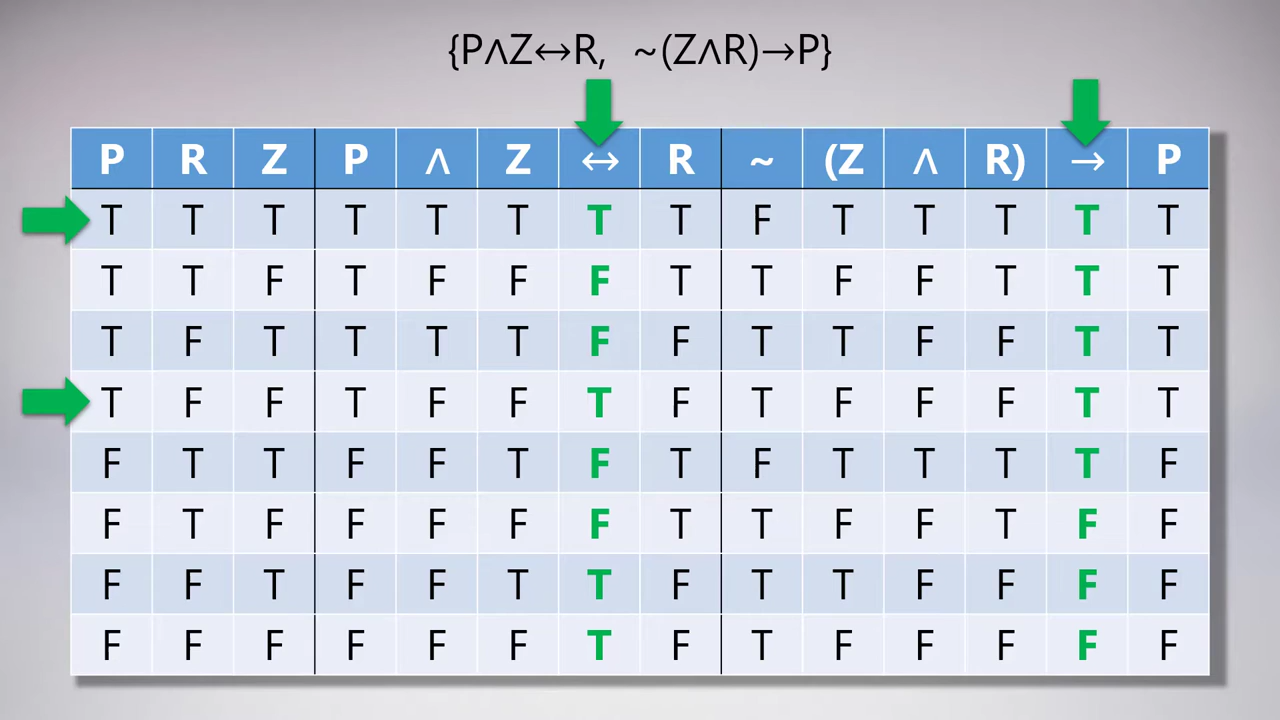 {P∧Z↔R, ~(Z∧R)→P}
P R Z P ∧ Z ↔ R ~ (Z ∧ R) → P
T T T T T T T T F T T T T T
T T F T F F F T T F F T T T
T F T T T T F F T T F F T T
T F F T F F T F T F F F T T
F T T F F T F T F T T T T F
F T F F F F F T T F F T F F
F F T F F T T F T T F F F F
F F F F F F T F T F F F F F